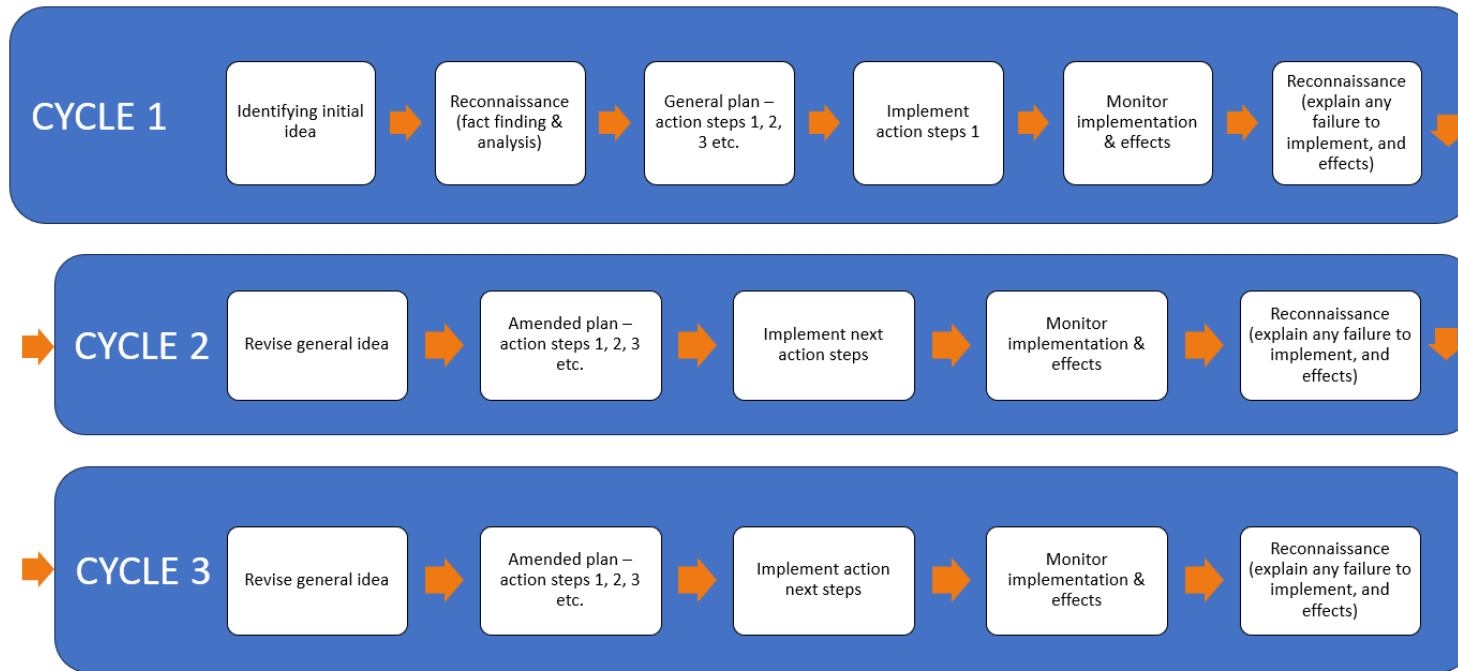 CYCLE 1
Identifying initial
idea
Reconnaissance
(fact finding &
analysis)
General plan –
action steps 1, 2,
3 etc.
Implement
action steps 1
Monitor
implementation
& effects
Reconnaissance
(explain any
failure to
implement, and
effects)
CYCLE 2
Revise general idea
Amended plan –
action steps 1, 2, 3
etc.
Implement next
action steps
Monitor
implementation &
effects
Reconnaissance
(explain any failure to
implement, and
effects)
CYCLE 3
Revise general idea
Amended plan –
action steps 1, 2, 3
etc.
Implement action
next steps
Monitor
implementation &
effects
Reconnaissance
(explain any failure to
implement, and
effects)